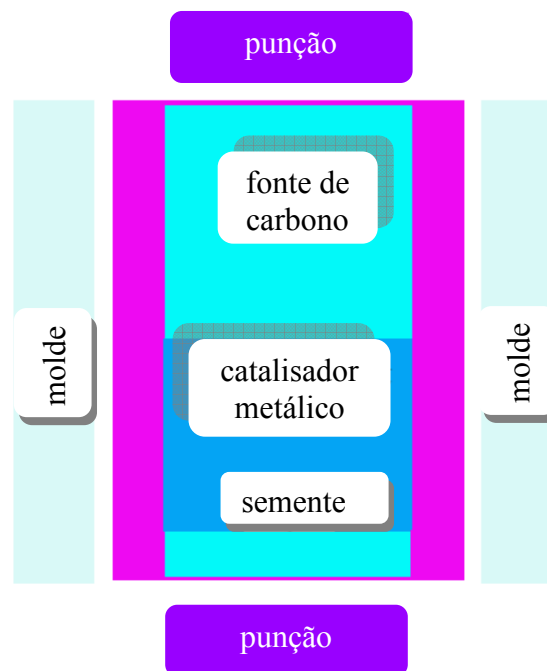 punção
fonte de
carbono
molde
catalisador
metálico
molde
semente
punção